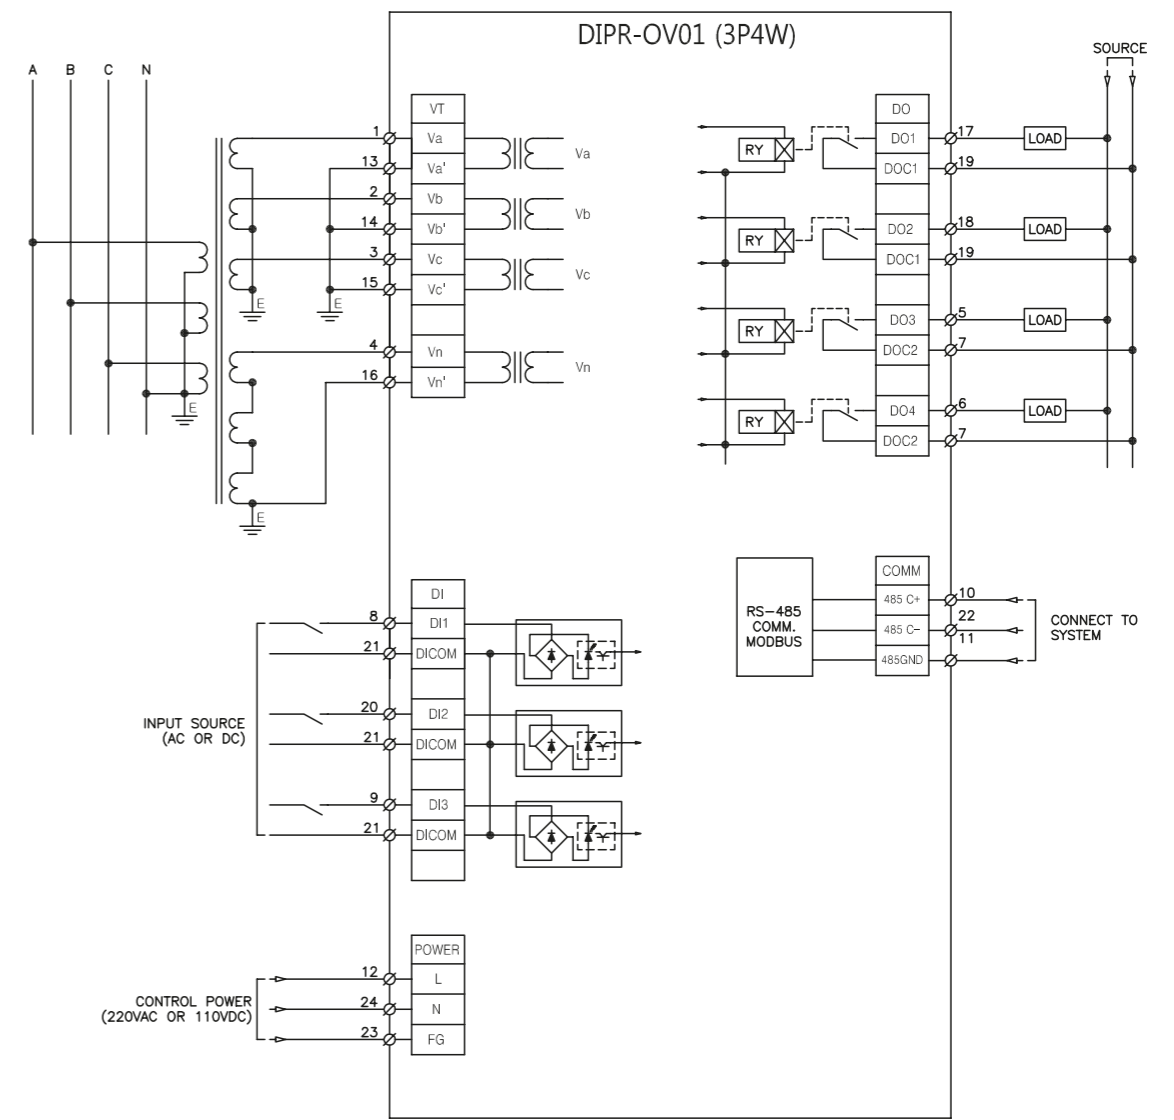 DIPR-OV01 (3P4W)
SOURCE
A B C N
VT
1 Va
13 Va'
Va
2 Vb
14 Vb'
Vb
3 Vc
15 Vc'
Vc
E
E
4 Vn
16 Vn'
Vn
E
E
DO
RY DO1 17 LOAD
DOC1 19
RY DO2 18 LOAD
DOC1 19
RY DO3 5 LOAD
DOC2 7
RY DO4 6 LOAD
DOC2 7
DI
8 DI1
21 DICOM
20 DI2
21 DICOM
9 DI3
21 DICOM
INPUT SOURCE
(AC OR DC)
RS-485
COMM.
MODBUS
COMM
485 C+ 10
485 C- 22
485GND 11
CONNECT TO
SYSTEM
POWER
12 L
24 N
23 FG
CONTROL POWER
(220VAC OR 110VDC)